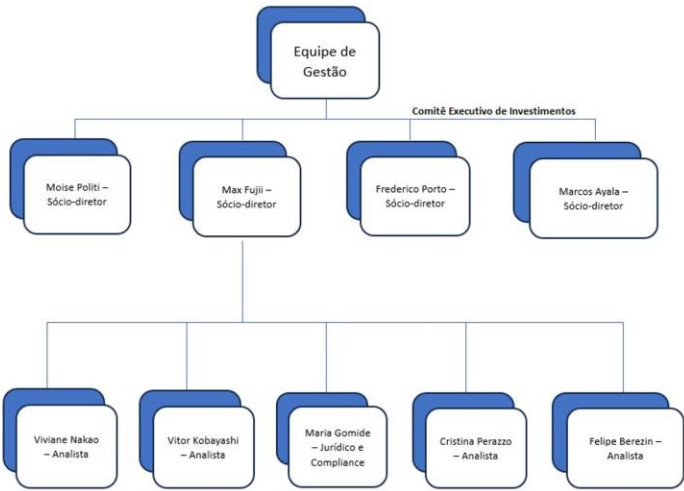 Equipe de
Gestão
Comitê Executivo de Investimentos
Moise Politi –
Sócio-diretor
Max Fujii –
Sócio-diretor
Frederico Porto –
Sócio-diretor
Marcos Ayala –
Sócio-diretor
Viviane Nakao
– Analista
Vitor Kobayashi
– Analista
Maria Gomide
– Jurídico e
Compliance
Cristina Perazzo
– Analista
Felipe Berezin –
Analista